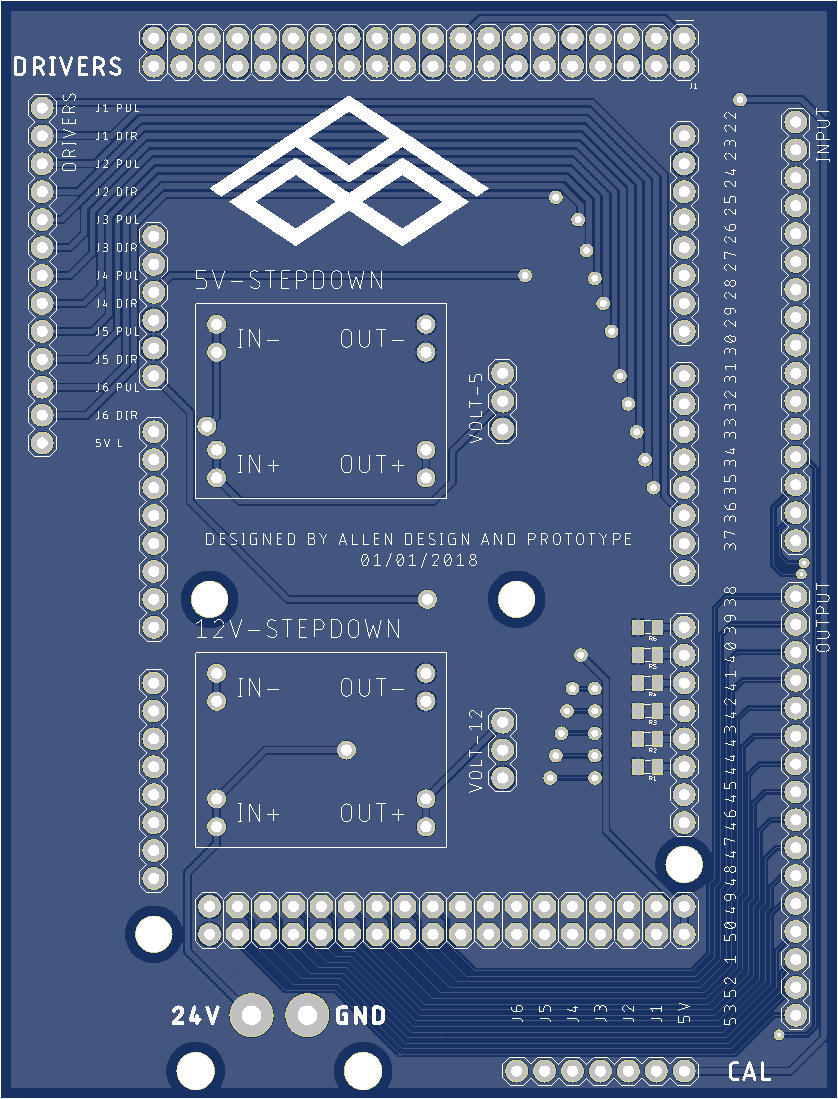 DRIVERS
J1
DRIVERS
J1 PUL
J1 DIR
J2 PUL
J2 DIR
J3 PUL
J3 DIR
J4 PUL
J4 DIR
J5 PUL
J5 DIR
J6 PUL
J6 DIR
5V L
INPUT
37 36 35 34 33 32 31 30 29 28 27 26 25 24 23 22
5V-STEPDOWN
IN- OUT-
IN+ OUT+
VOLT-5
DESIGNED BY ALLEN DESIGN AND PROTOTYPE
01/01/2018
12V-STEPDOWN
IN- OUT-
IN+ OUT+
VOLT-12
R6
R5
R4
R3
R2
R1
OUTPUT
53 52 1 50 49 48 47 46 45 44 43 42 41 40 39 38
24V GND
J6 J5 J4 J3 J2 J1 5V
CAL